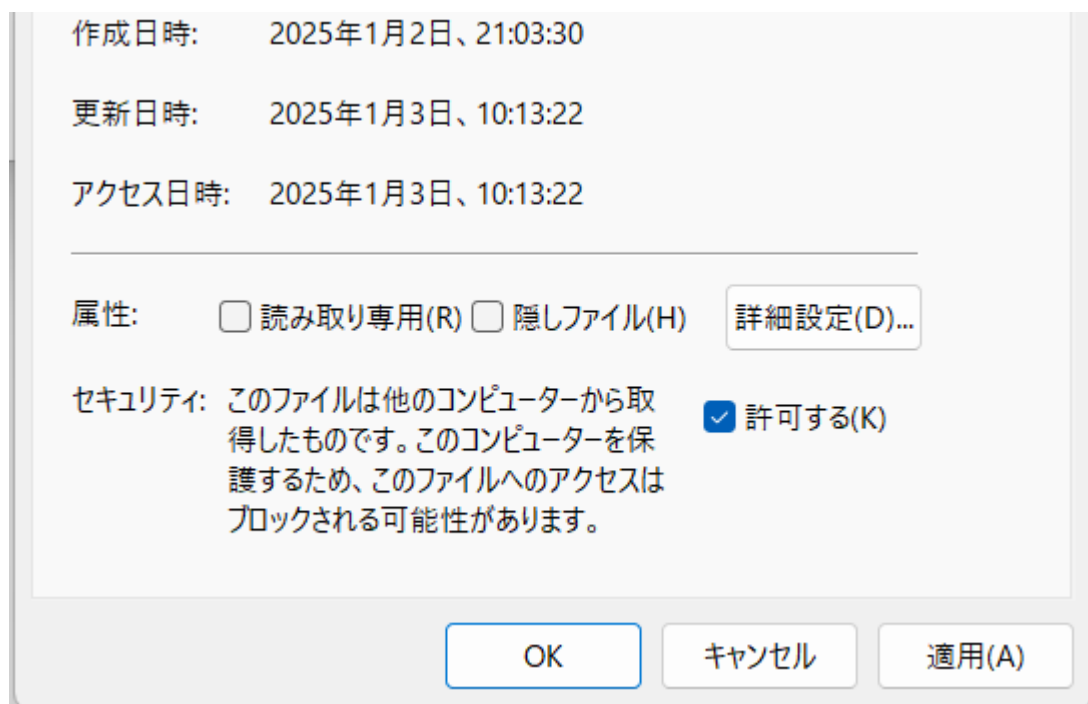 作成日時: 2025年1月2日、21:03:30
更新日時: 2025年1月3日、10:13:22
アクセス日時: 2025年1月3日、10:13:22
属性: 読み取り専用(R) 隠しファイル(H) 詳細設定(D)...
セキュリティ: このファイルは他のコンピューターから取
得したものです。このコンピューターを保
護するため、このファイルへのアクセスは
ブロックされる可能性があります。
許可する(K)
OK キャンセル 適用(A)